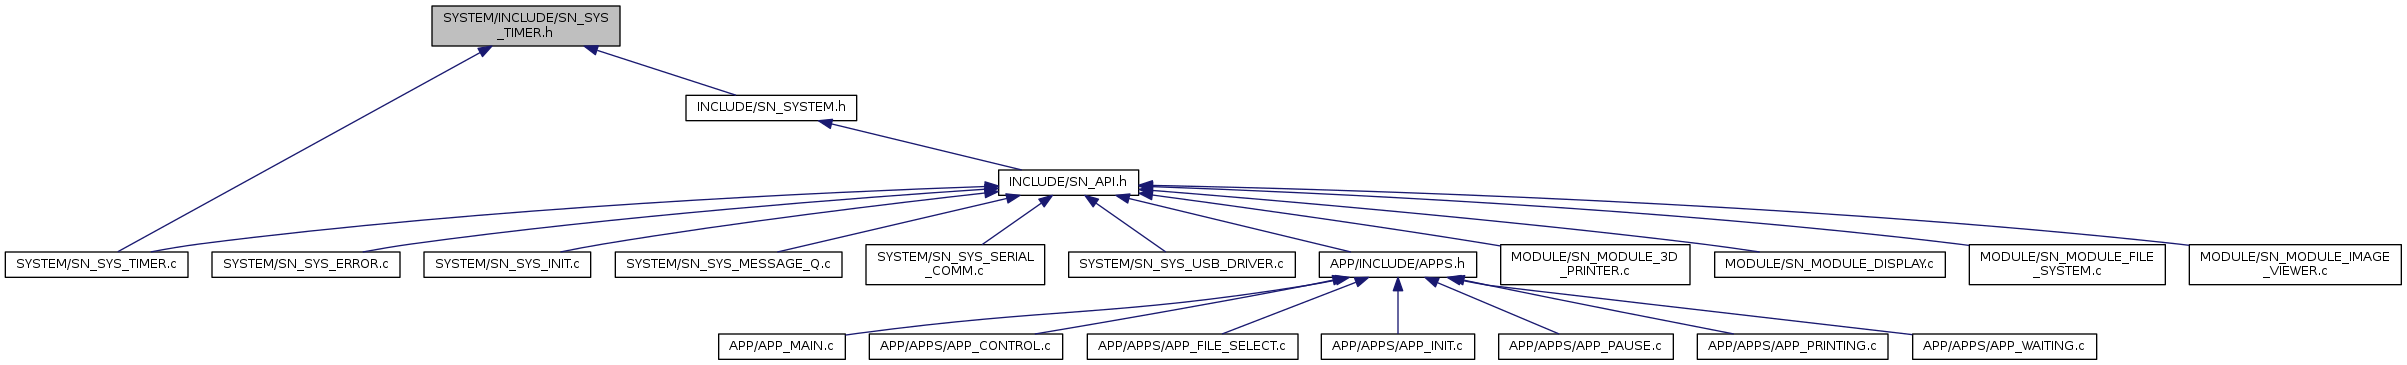 SYSTEM/INCLUDE/SN_SYS
_TIMER.h
INCLUDE/SN_SYSTEM.h
INCLUDE/SN_API.h
SYSTEM/SN_SYS_TIMER.c
SYSTEM/SN_SYS_ERROR.c
SYSTEM/SN_SYS_INIT.c
SYSTEM/SN_SYS_MESSAGE_Q.c
SYSTEM/SN_SYS_SERIAL
_COMM.c
SYSTEM/SN_SYS_USB_DRIVER.c
APP/INCLUDE/APPS.h
MODULE/SN_MODULE_3D
_PRINTER.c
MODULE/SN_MODULE_DISPLAY.c
MODULE/SN_MODULE_FILE
_SYSTEM.c
MODULE/SN_MODULE_IMAGE
_VIEWER.c
APP/APP_MAIN.c
APP/APPS/APP_CONTROL.c
APP/APPS/APP_FILE_SELECT.c
APP/APPS/APP_INIT.c
APP/APPS/APP_PAUSE.c
APP/APPS/APP_PRINTING.c
APP/APPS/APP_WAITING.c